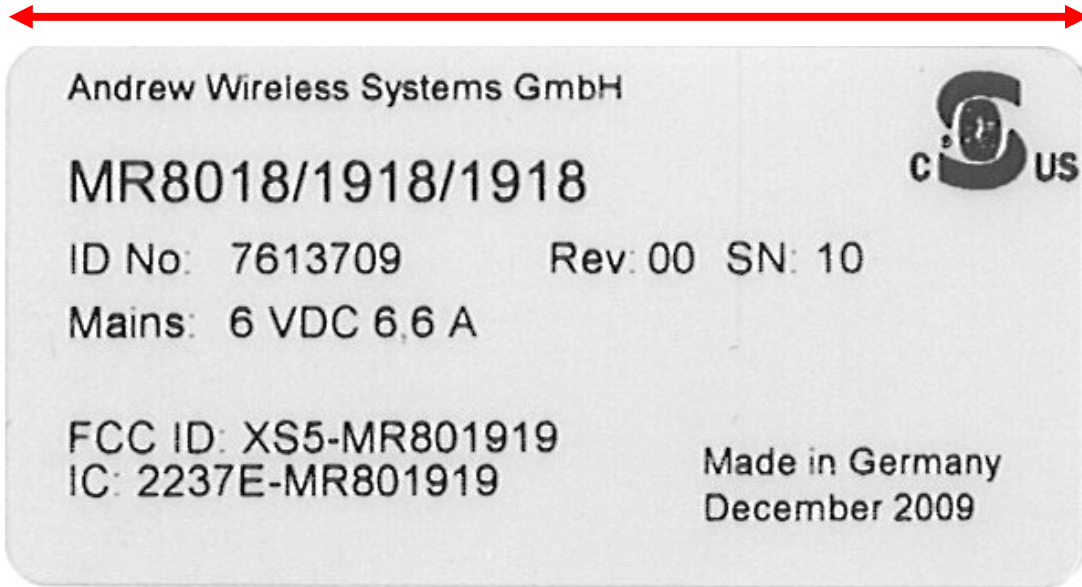 Andrew Wireless Systems GmbH
C US
MR8018/1918/1918
ID No: 7613709 Rev: 00 SN: 10
Mains: 6 VDC 6,6 A
FCC ID: XS5-MR801919
IC: 2237E-MR801919
Made in Germany
December 2009